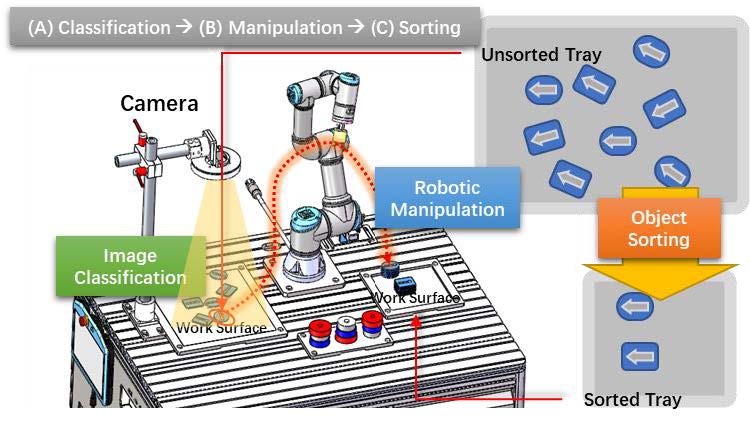 (A) Classification → (B) Manipulation → (C) Sorting
Unsorted Tray
Camera
Robotic
Manipulation
Object
Sorting
Image
Classification
Work Surface
Work Surface
Sorted Tray